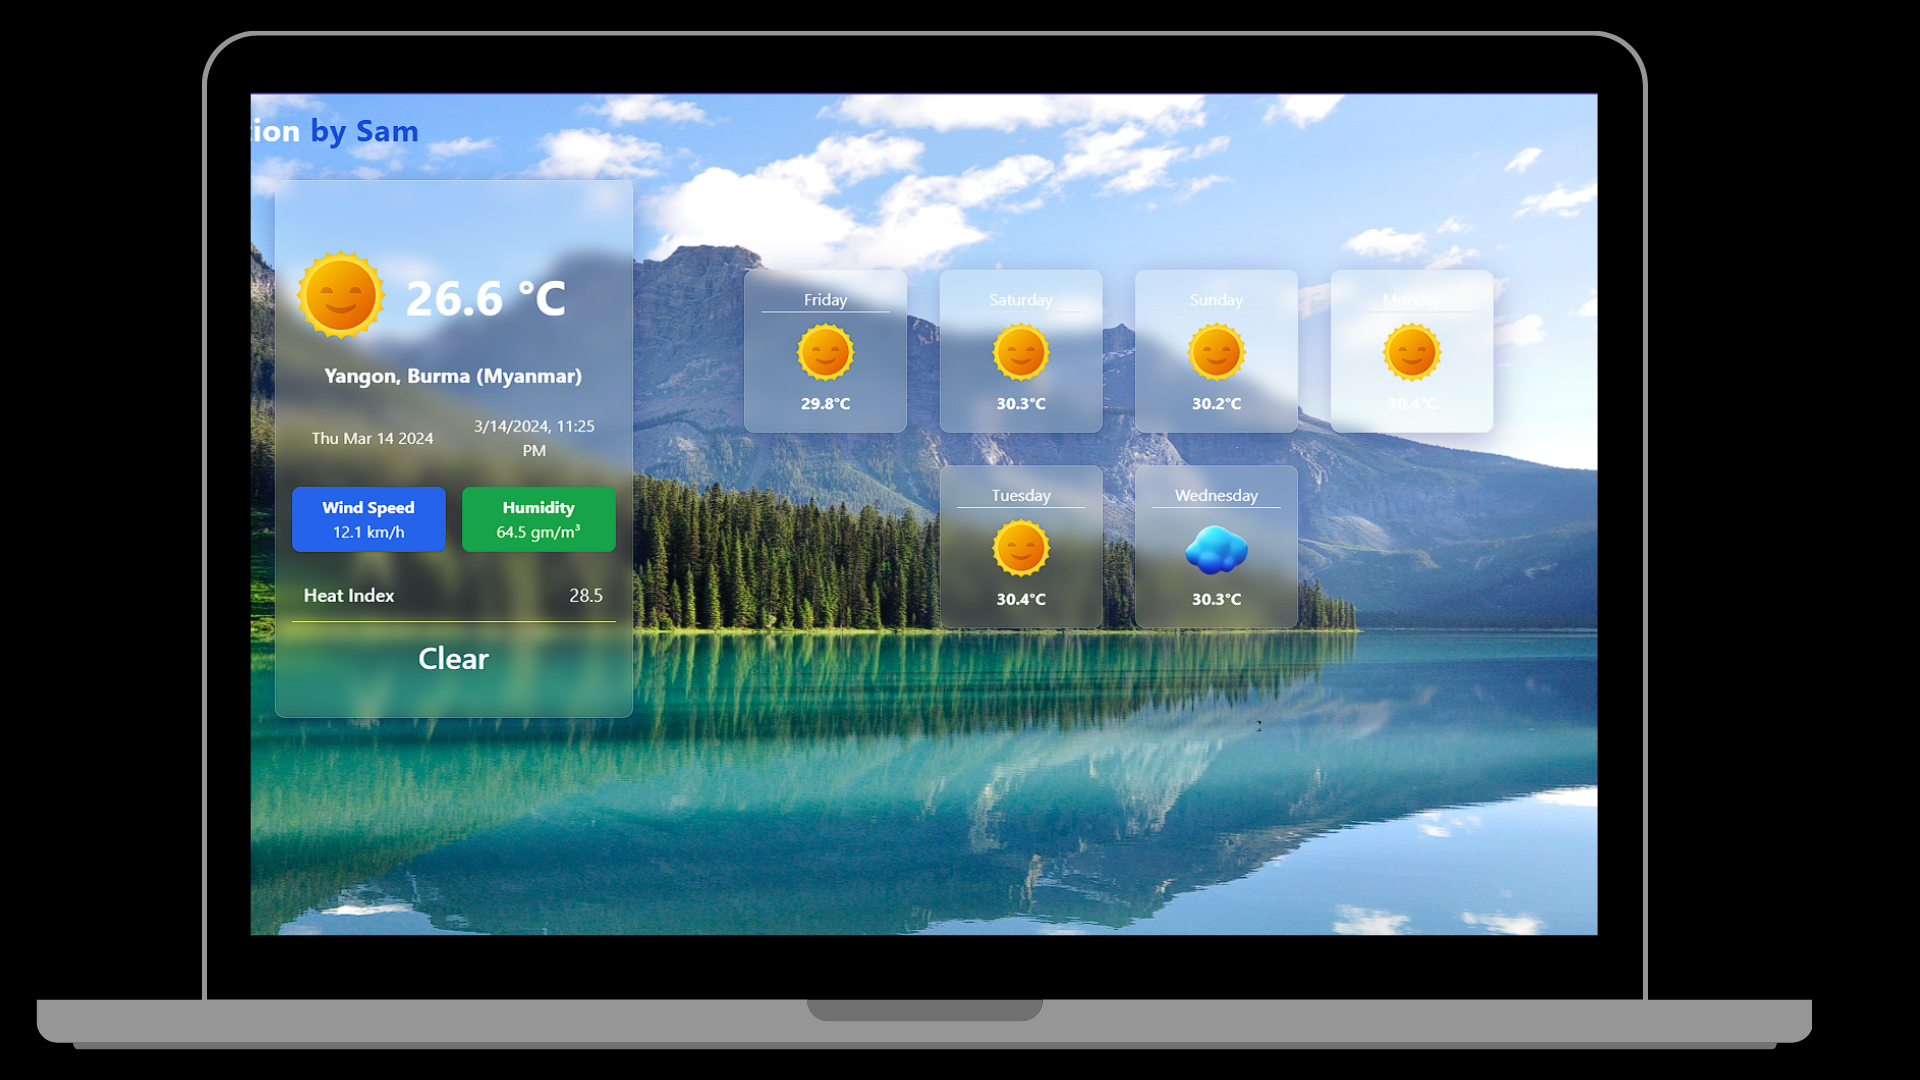 tion by Sam
26.6 °C
Yangon, Burma (Myanmar)
Thu Mar 14 2024
3/14/2024, 11:25
PM
Wind Speed
12.1 km/h
Humidity
64.5 gm/m³
Heat Index 28.5
Clear
Friday
29.8°C
Saturday
30.3°C
Sunday
30.2°C
Monday
30.4°C
Tuesday
30.4°C
Wednesday
30.3°C